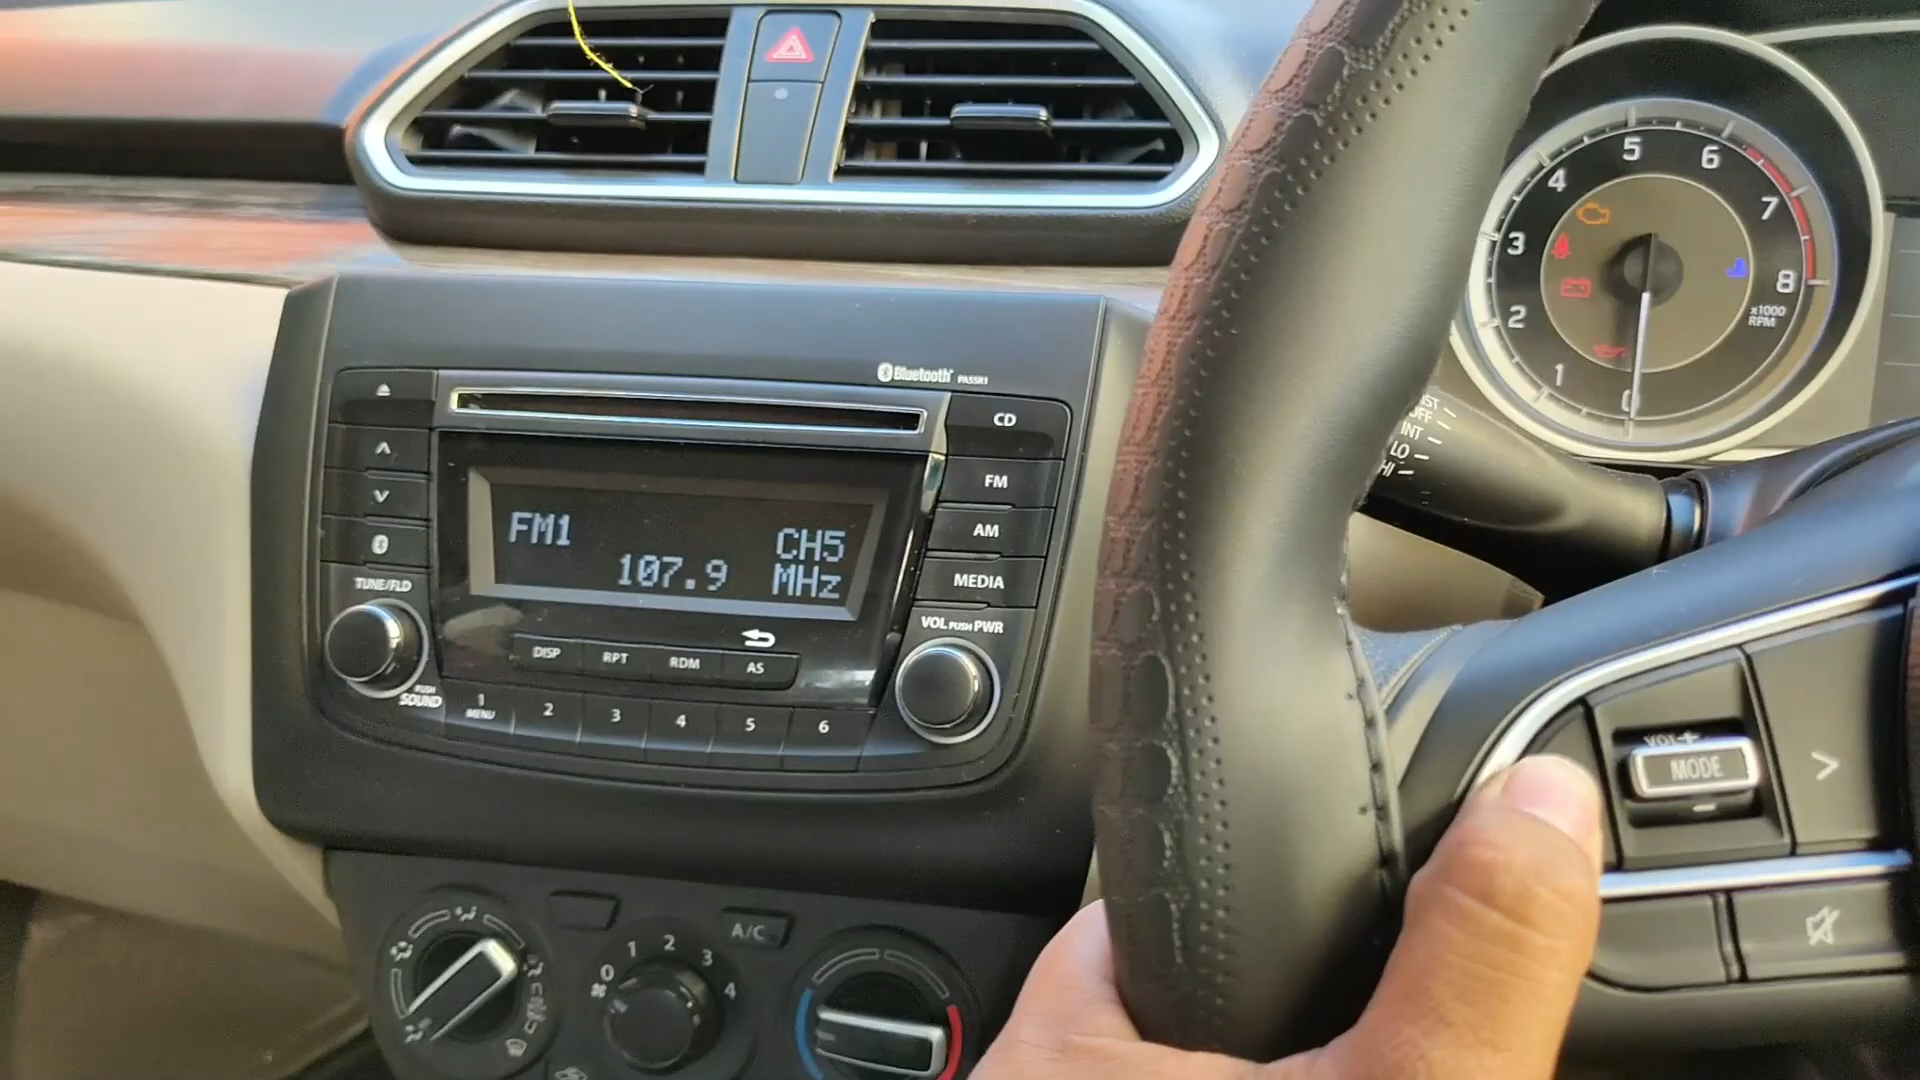 Bluetooth PASSR1
CD
FM
AM
MEDIA
TUNE/FLD
PUSH
SOUND
FM1 CH5
107.9 MHz
VOL PUSH PWR
DISP RPT RDM AS
1 2 3 4 5 6
MENU
0 1 2 3 4
A/C
0 1 2 3 4 5 6 7 8
x1000
RPM
INT
LO
HI
VOL +
MODE
−
>